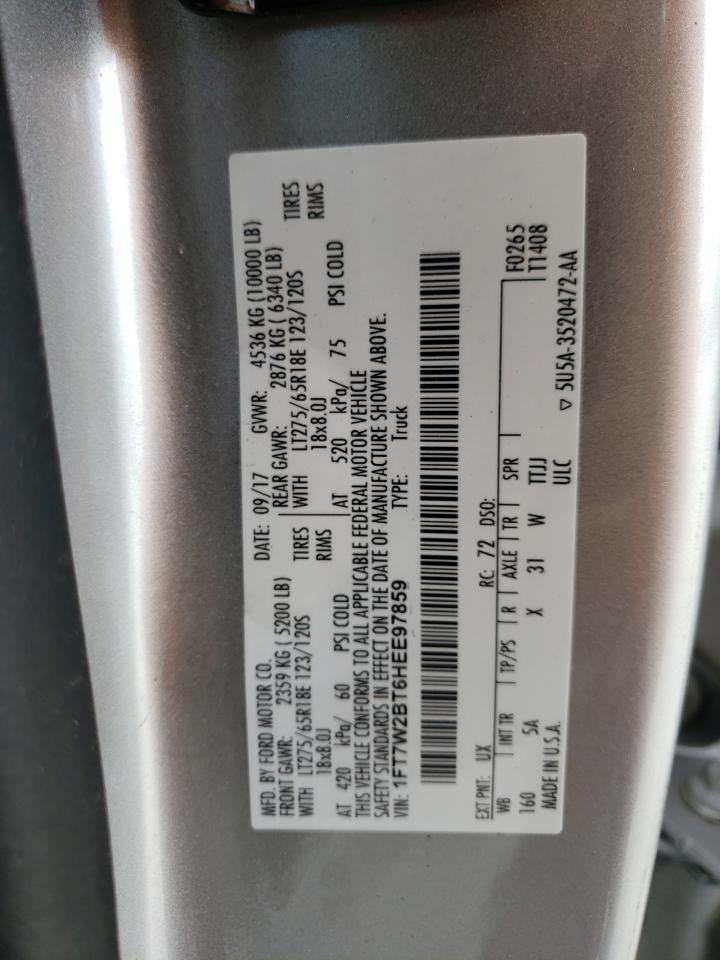 MFD. BY FORD MOTOR CO. DATE: 09/17 GVWR: 4536 KG (10000 LB)
FRONT GAWR: 2359 KG ( 5200 LB) REAR GAWR: 2876 KG ( 6340 LB)
WITH LT275/65R18E 123/120S TIRES WITH LT275/65R18E 123/120S TIRES
18x8.0J RIMS 18x8.0J RIMS
AT 420 kPa/ 60 PSI COLD AT 520 kPa/ 75 PSI COLD
THIS VEHICLE CONFORMS TO ALL APPLICABLE FEDERAL MOTOR VEHICLE
SAFETY STANDARDS IN EFFECT ON THE DATE OF MANUFACTURE SHOWN ABOVE.
VIN: 1FT7W2BT6HEE97859 TYPE: Truck
EXT PNT: UX RC: 72 DSO:
WB INT TR TP/PS R AXLE TR SPR F0265
160 5A X 31 W TTJJ T1408
MADE IN U.S.A. ULC ▽ 5U5A-3520472-AA